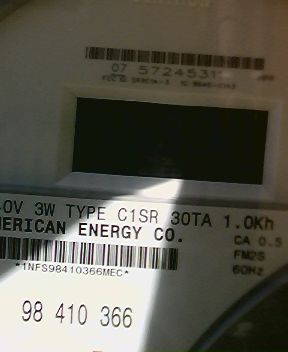 07 5724531
0V 3W TYPE C1SR 30TA 1.0Kh
MERICAN ENERGY CO.
CA 0.5
FM2S
60Hz
*1NFS98410366MEC*
98 410 366